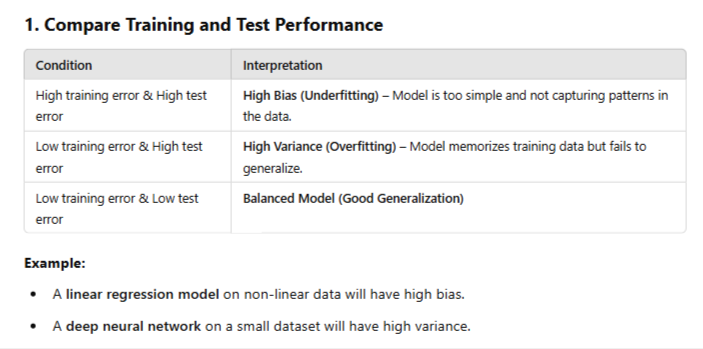 1. Compare Training and Test Performance
Condition
Interpretation
High training error & High test
error
High Bias (Underfitting) – Model is too simple and not capturing patterns in
the data.
Low training error & High test
error
High Variance (Overfitting) – Model memorizes training data but fails to
generalize.
Low training error & Low test
error
Balanced Model (Good Generalization)
Example:
• A linear regression model on non-linear data will have high bias.
• A deep neural network on a small dataset will have high variance.